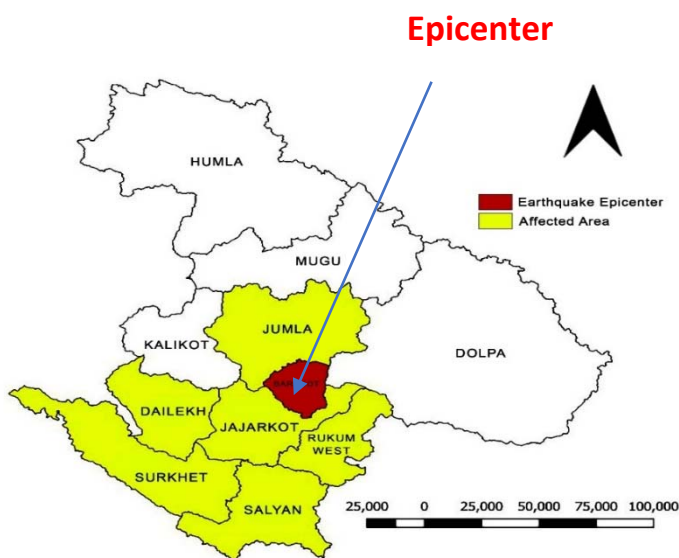 Epicenter
HUMLA
Earthquake Epicenter
Affected Area
MUGU
JUMLA
KALIKOT
DOLPA
DAILEKH
JAJARKOT
RUKUM
WEST
SURKHET
SALYAN
25,000 0 25,000 50,000 75,000 100,000